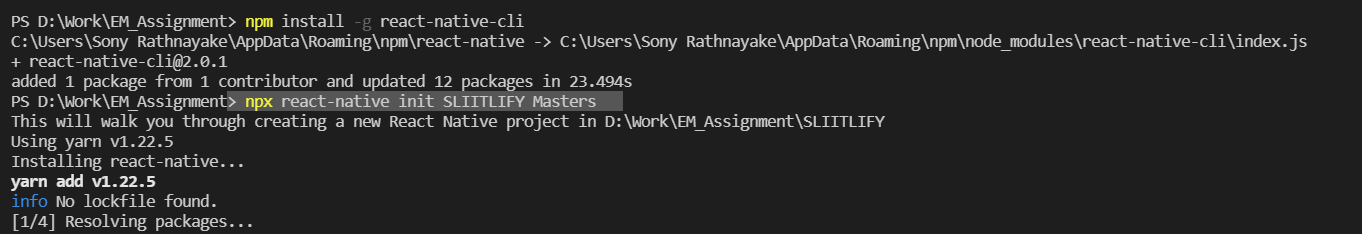 PS D:\Work\EM_Assignment> npm install -g react-native-cli
C:\Users\Sony Rathnayake\AppData\Roaming\npm\react-native -> C:\Users\Sony Rathnayake\AppData\Roaming\npm\node_modules\react-native-cli\index.js
+ react-native-cli@2.0.1
added 1 package from 1 contributor and updated 12 packages in 23.494s
PS D:\Work\EM_Assignment> npx react-native init SLIITLIFY Masters
This will walk you through creating a new React Native project in D:\Work\EM_Assignment\SLIITLIFY
Using yarn v1.22.5
Installing react-native...
yarn add v1.22.5
info No lockfile found.
[1/4] Resolving packages...